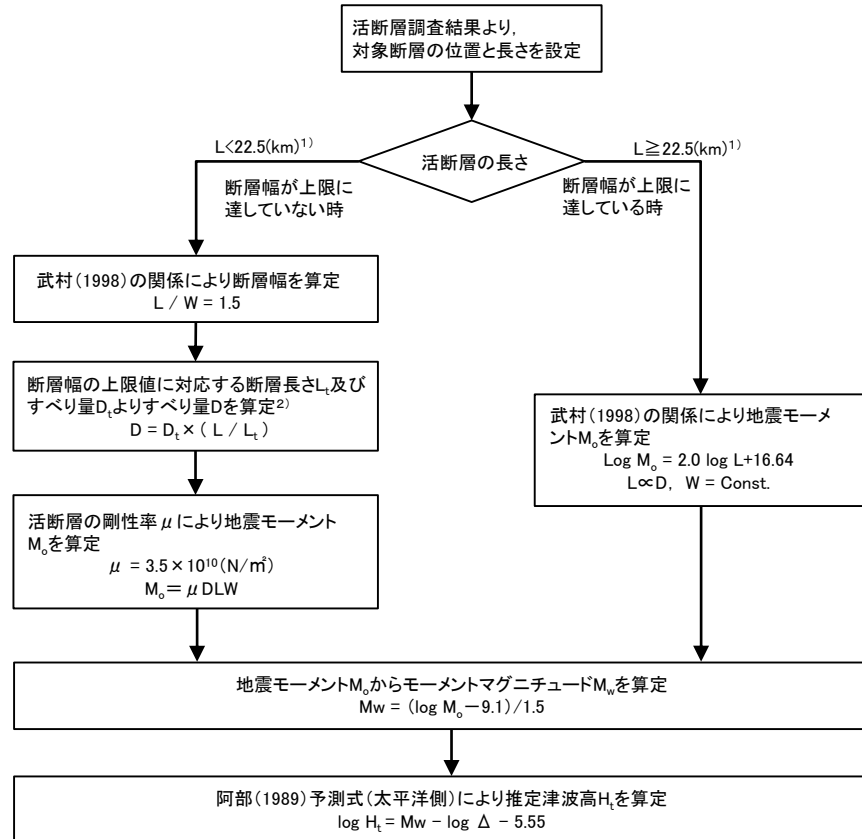 活断層調査結果より，
対象断層の位置と長さを設定
活断層の長さ
L<22.5(km)¹⁾
断層幅が上限に
達していない時
L≧22.5(km)¹⁾
断層幅が上限に
達している時
武村（1998）の関係により断層幅を算定
L / W = 1.5
断層幅の上限値に対応する断層長さLₜ及び
すべり量Dₜよりすべり量Dを算定²⁾
D = Dₜ × ( L / Lₜ )
活断層の剛性率μにより地震モーメント
Mₒを算定
μ = 3.5×10¹⁰(N/㎡)
Mₒ＝μDLW
武村（1998）の関係により地震モーメ
ントMₒを算定
Log Mₒ = 2.0 log L+16.64
L∝D, W = Const.
地震モーメントMₒからモーメントマグニチュードM_wを算定
Mw = (log Mₒ－9.1)/1.5
阿部（1989）予測式（太平洋側）により推定津波高Hₜを算定
log Hₜ = Mw - log Δ - 5.55